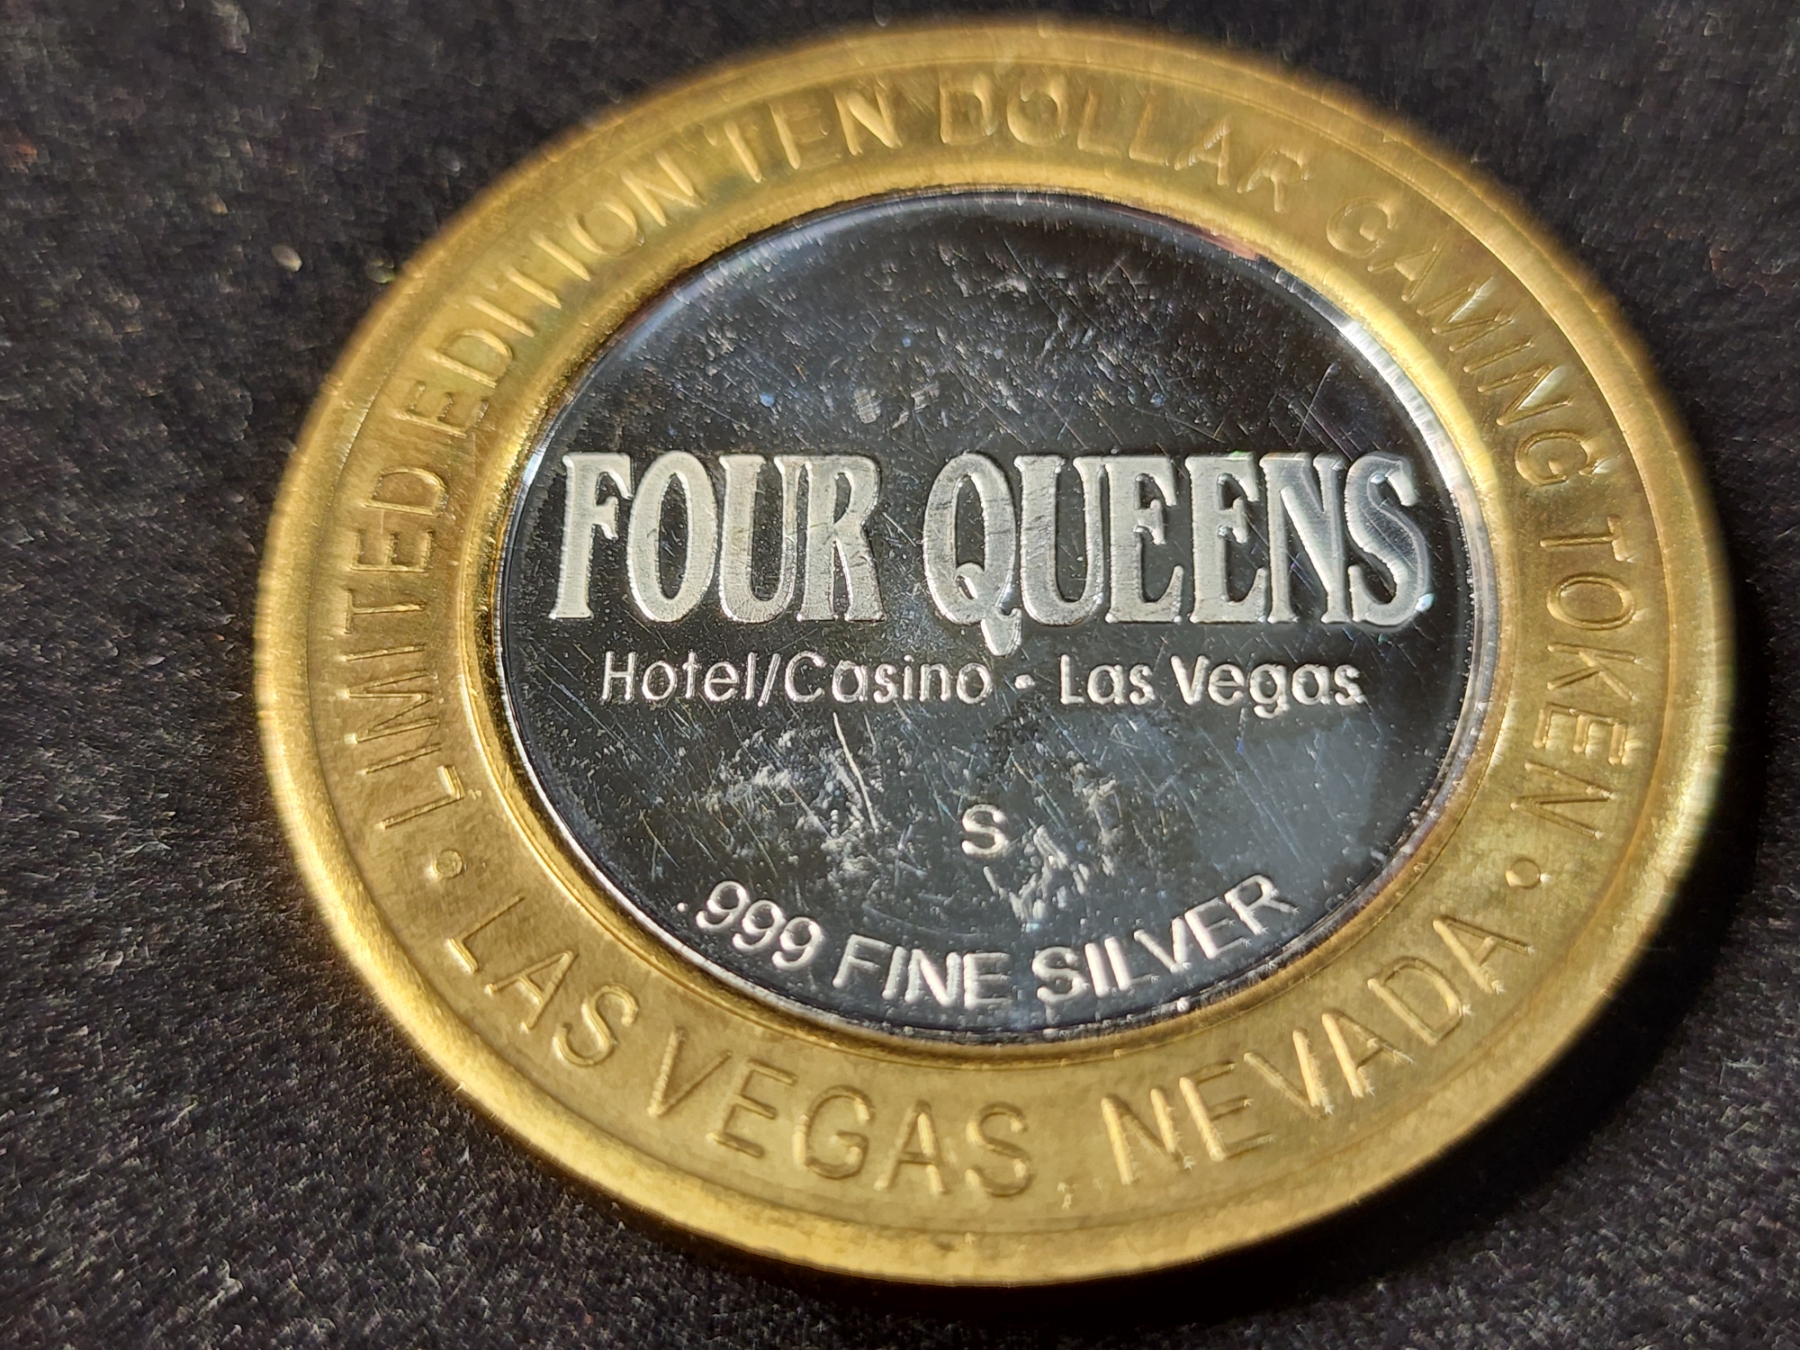 LIMITED EDITION TEN DOLLAR GAMING TOKEN •
FOUR QUEENS
Hotel/Casino - Las Vegas
S
.999 FINE SILVER
LAS VEGAS, NEVADA •